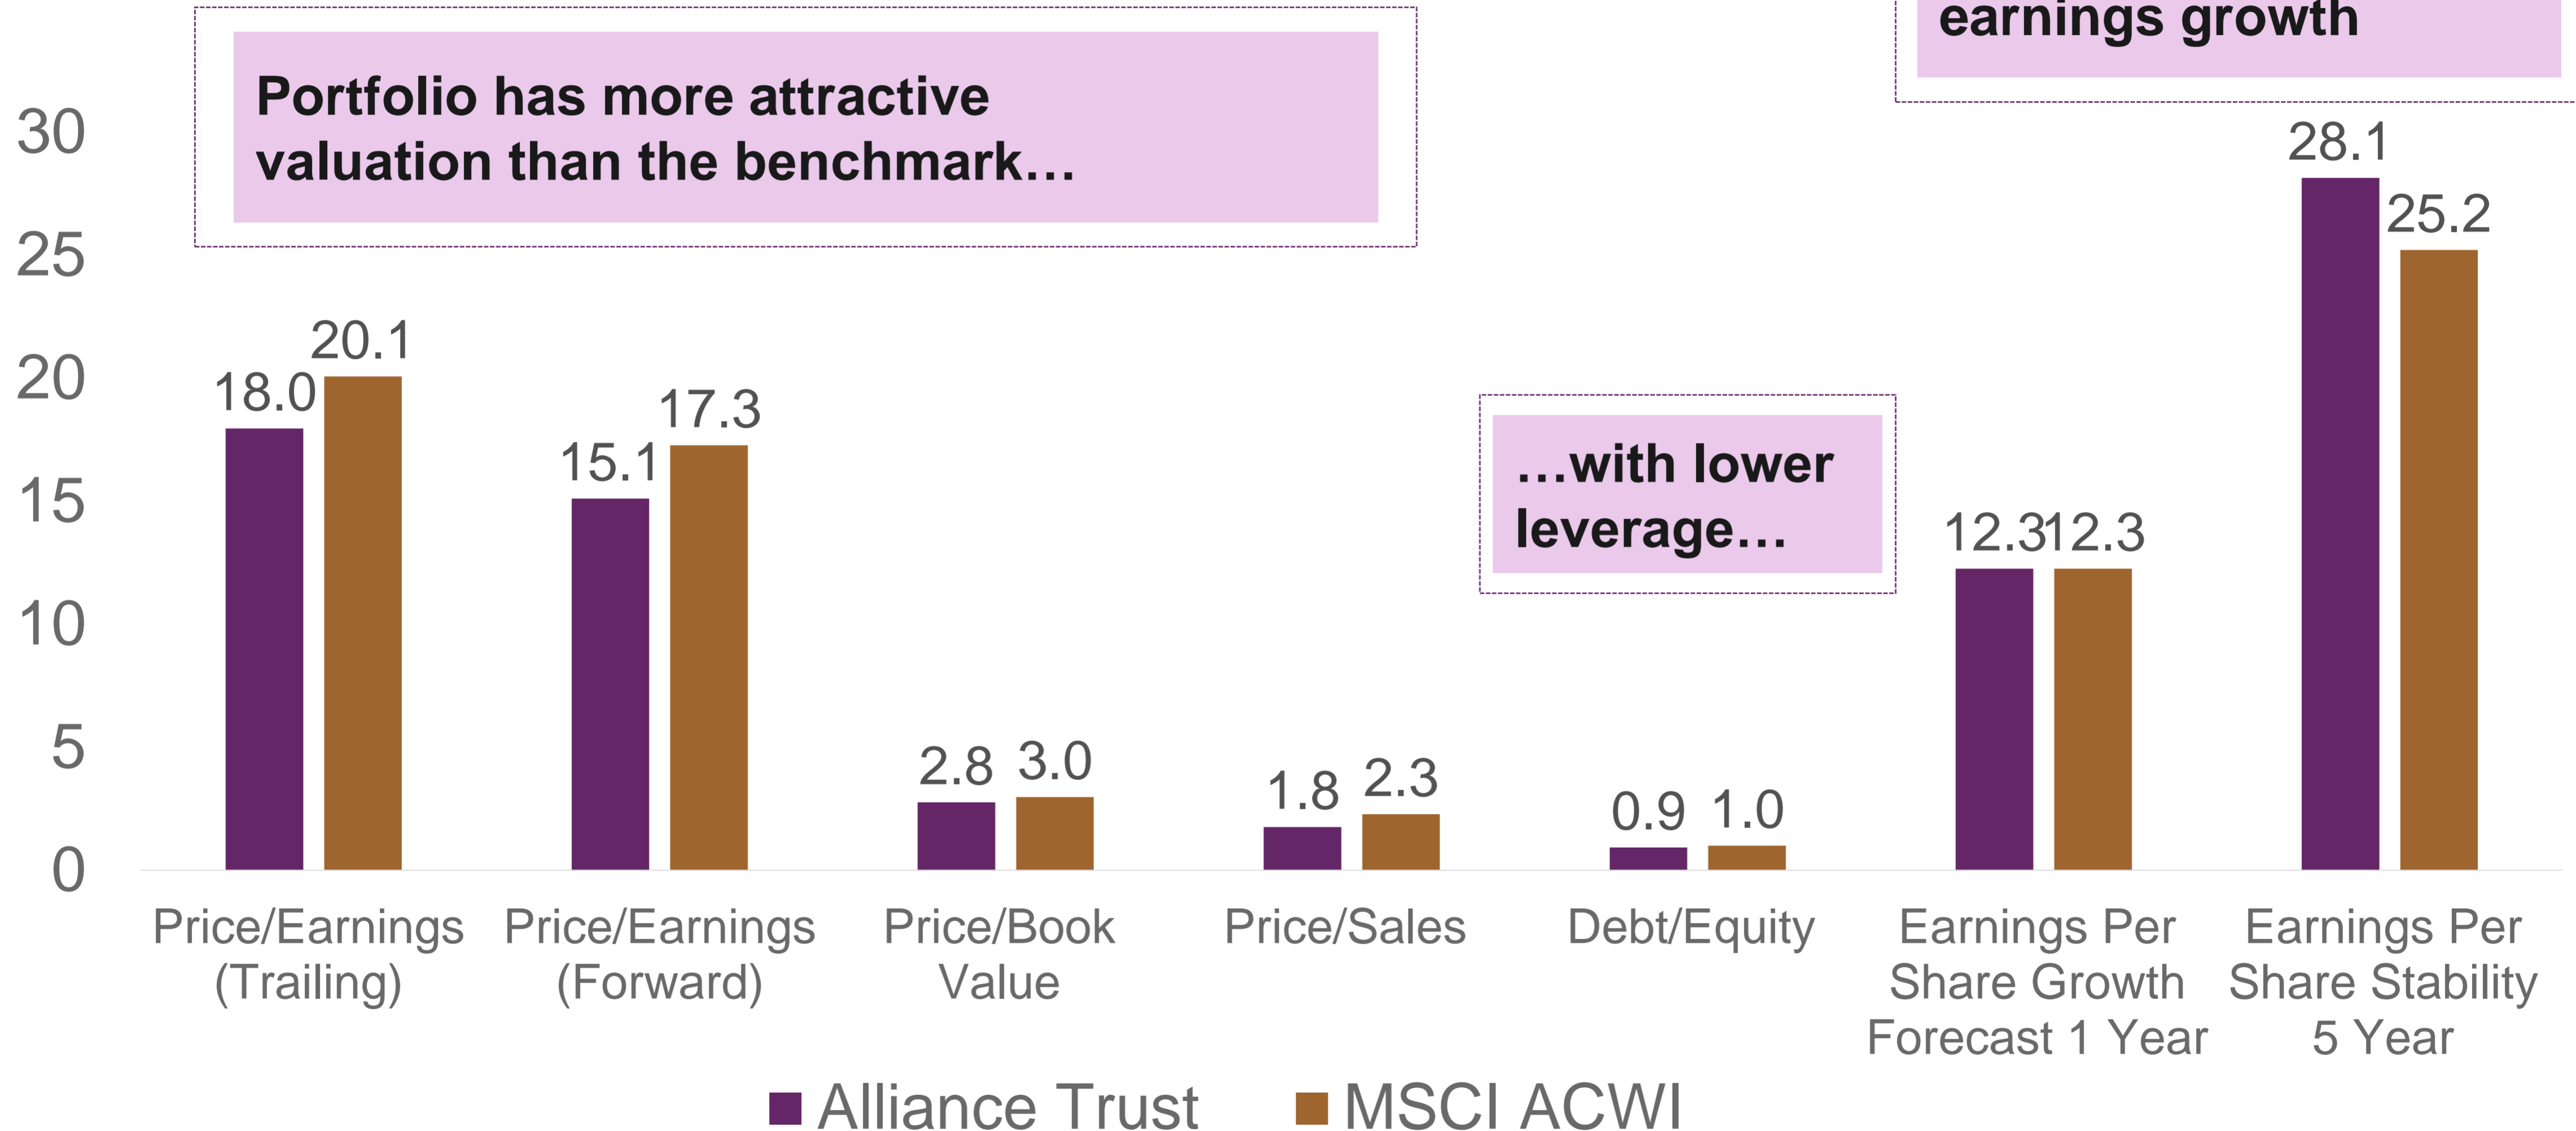 earnings growth
Portfolio has more attractive
valuation than the benchmark…
…with lower
leverage…
30
25
20
15
10
5
0
18.0
20.1
15.1
17.3
2.8
3.0
1.8
2.3
0.9
1.0
12.3
12.3
28.1
25.2
Price/Earnings
(Trailing)
Price/Earnings
(Forward)
Price/Book
Value
Price/Sales
Debt/Equity
Earnings Per
Share Growth
Forecast 1 Year
Earnings Per
Share Stability
5 Year
Alliance Trust
MSCI ACWI